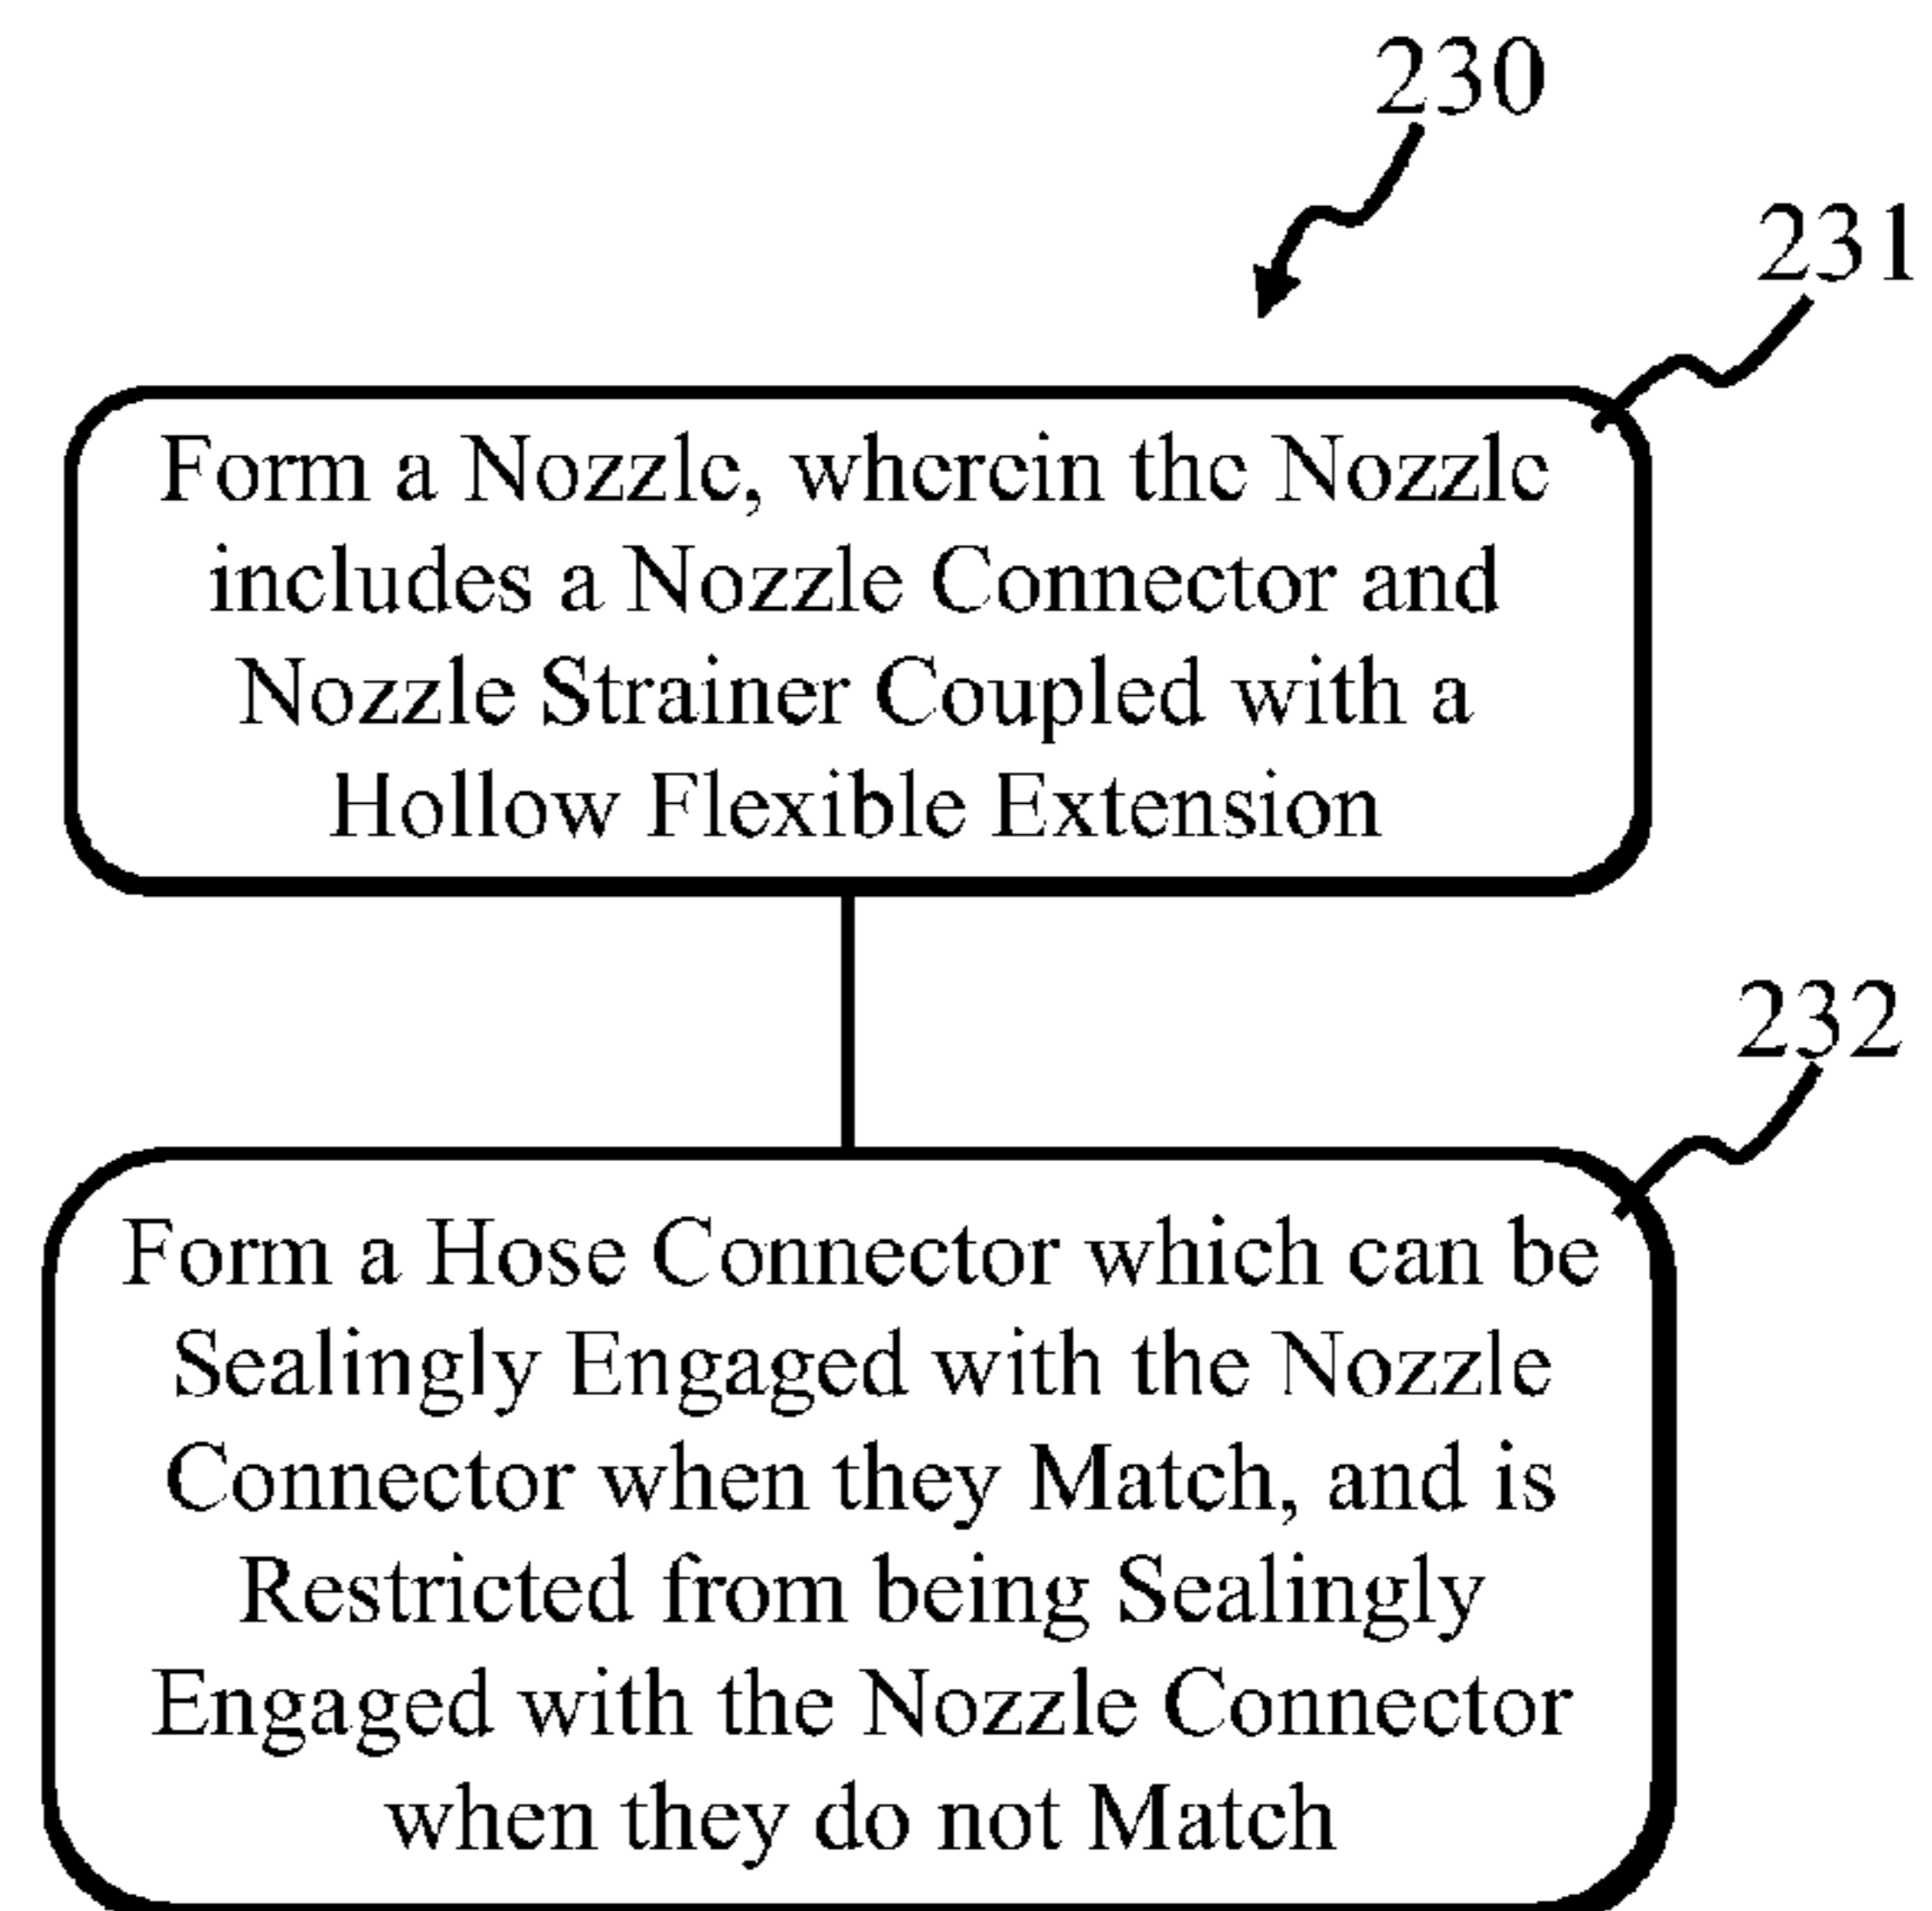 230
231
Form a Nozzle, wherein the Nozzle
includes a Nozzle Connector and
Nozzle Strainer Coupled with a
Hollow Flexible Extension
232
Form a Hose Connector which can be
Sealingly Engaged with the Nozzle
Connector when they Match, and is
Restricted from being Sealingly
Engaged with the Nozzle Connector
when they do not Match